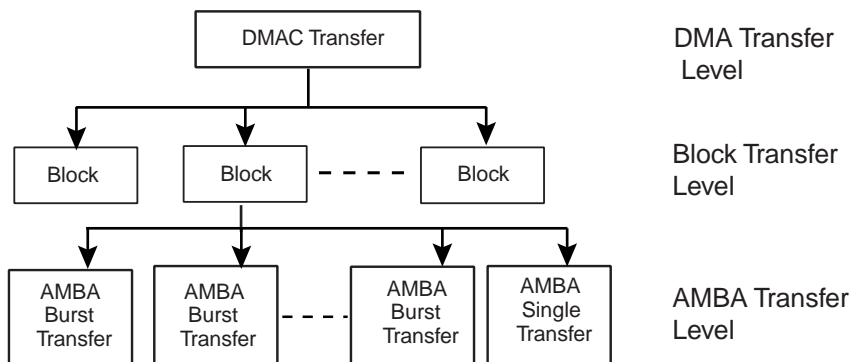 DMAC Transfer
DMA Transfer
Level
Block
Block
Block
Block Transfer
Level
AMBA
Burst
Transfer
AMBA
Burst
Transfer
AMBA
Burst
Transfer
AMBA
Single
Transfer
AMBA Transfer
Level